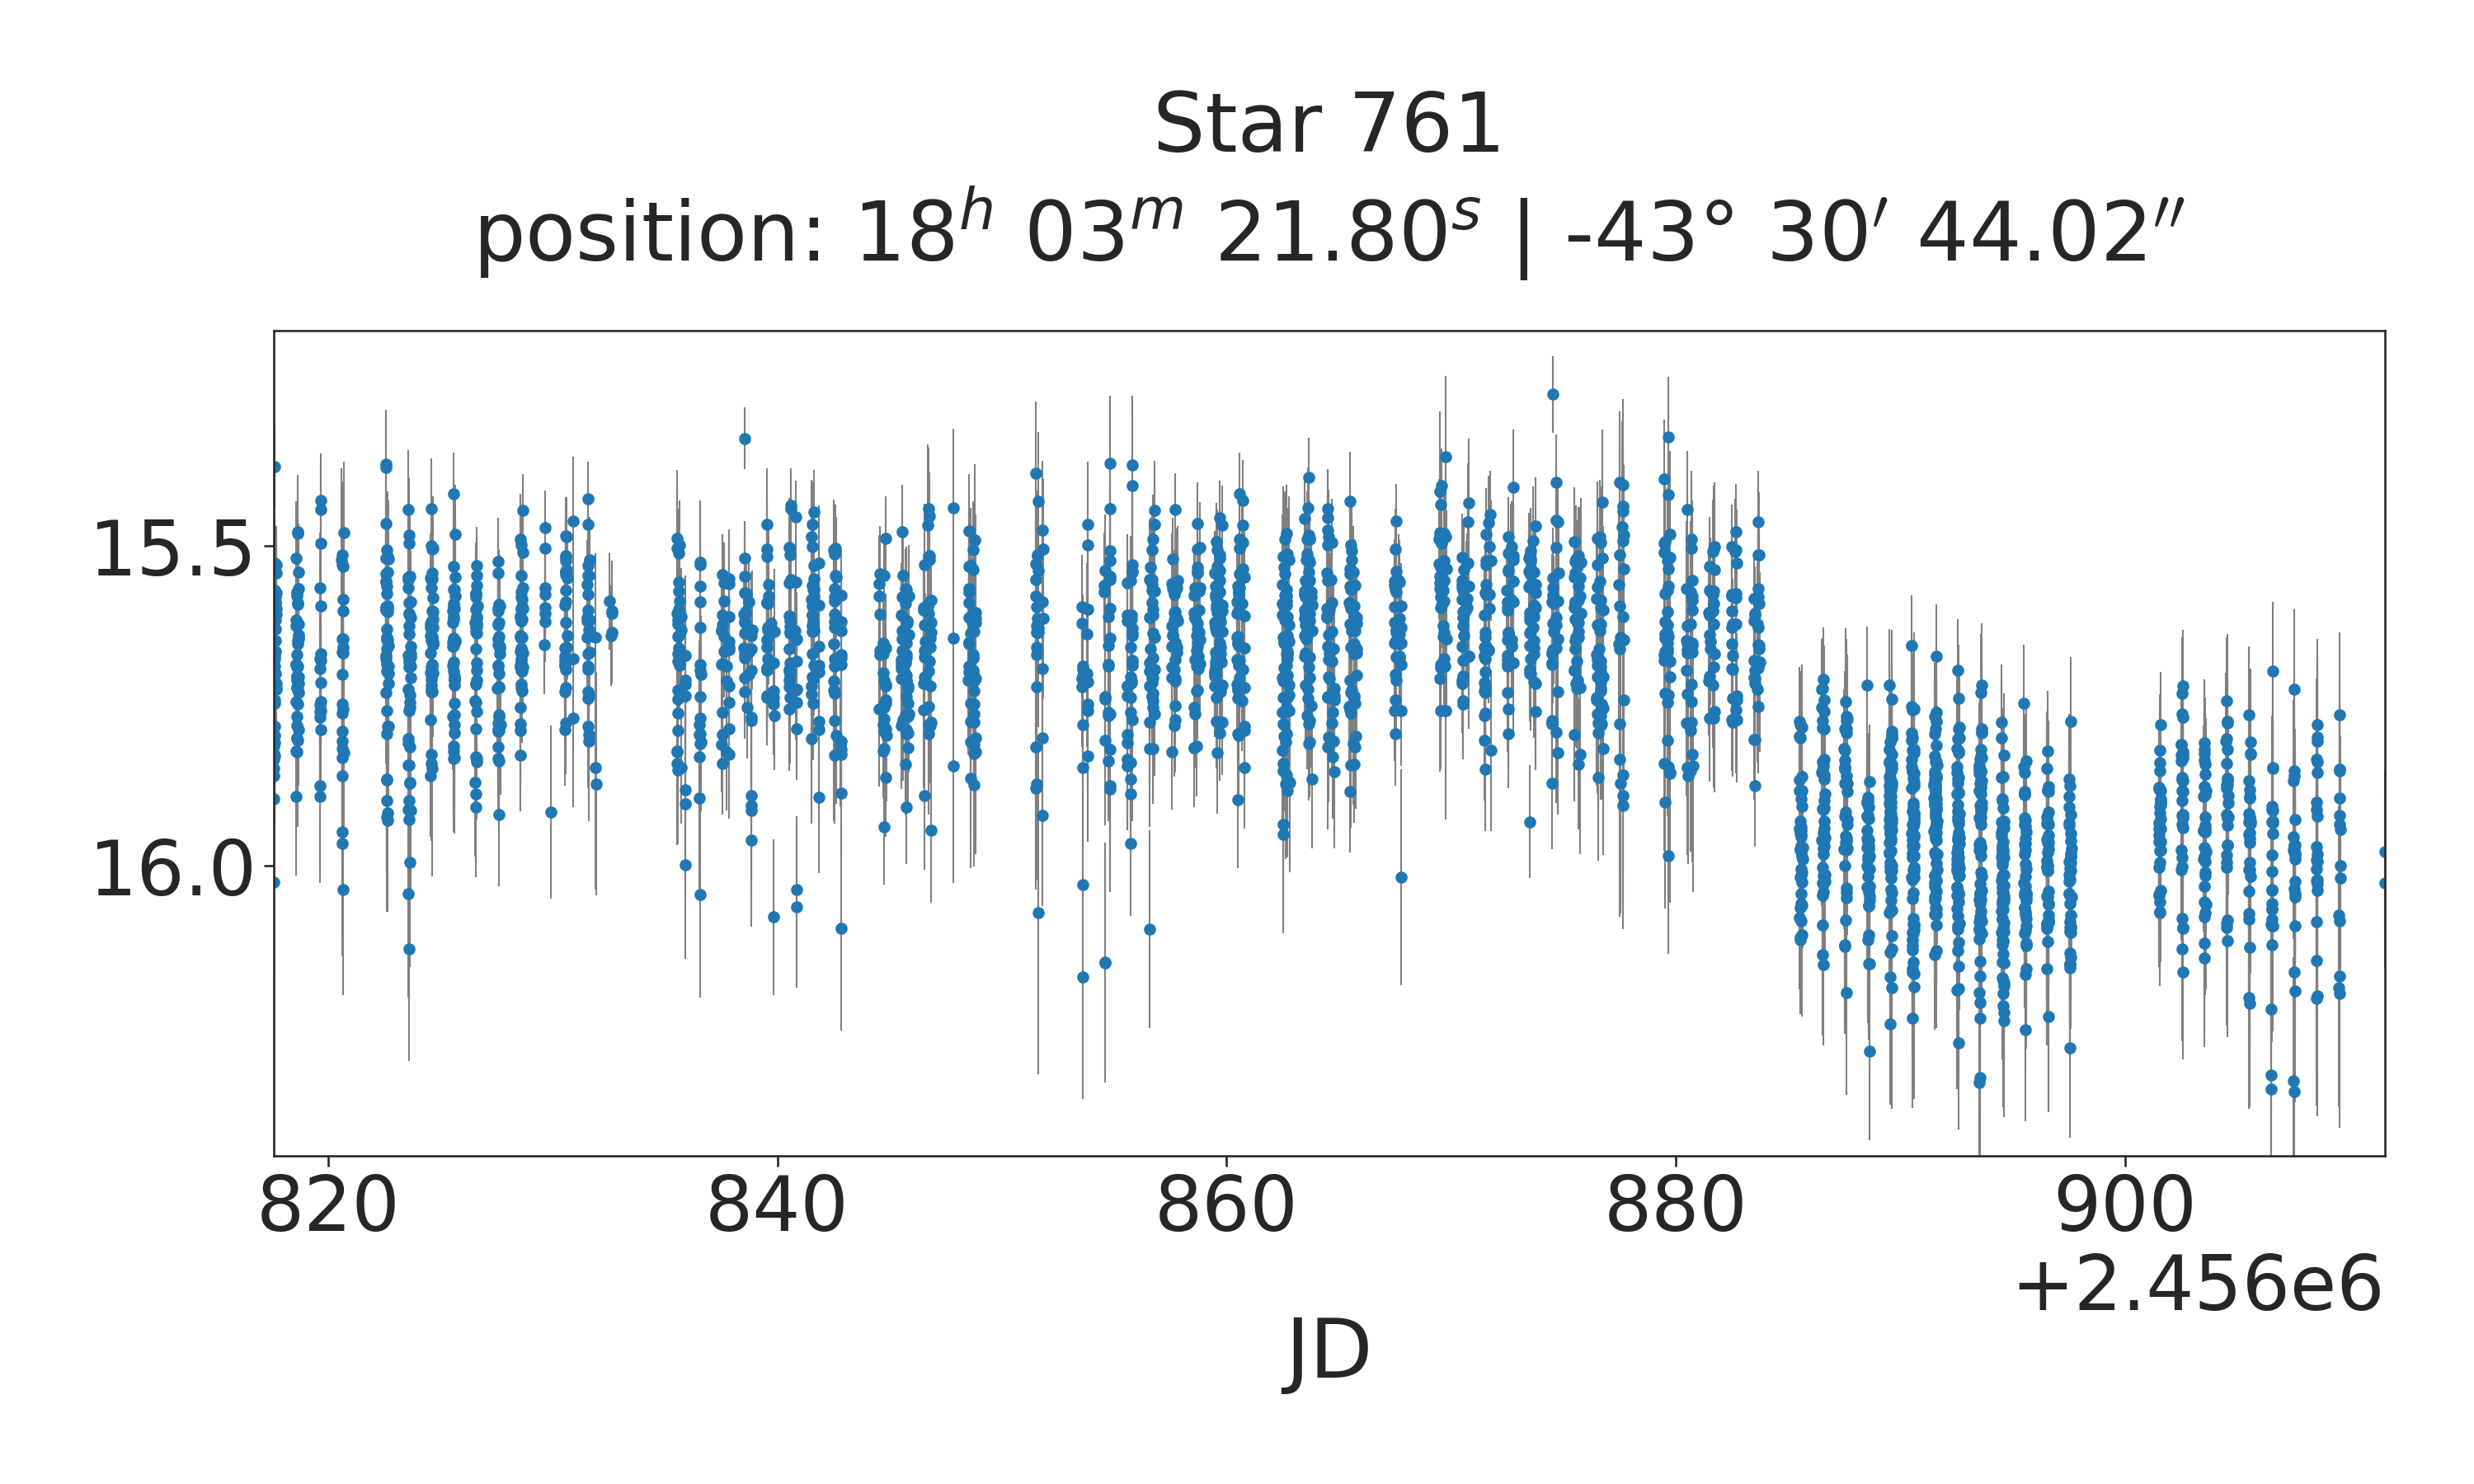 Star 761
position: 18h 03m 21.80s | -43° 30′ 44.02″
15.5
16.0
820 840 860 880 900
+2.456e6
JD